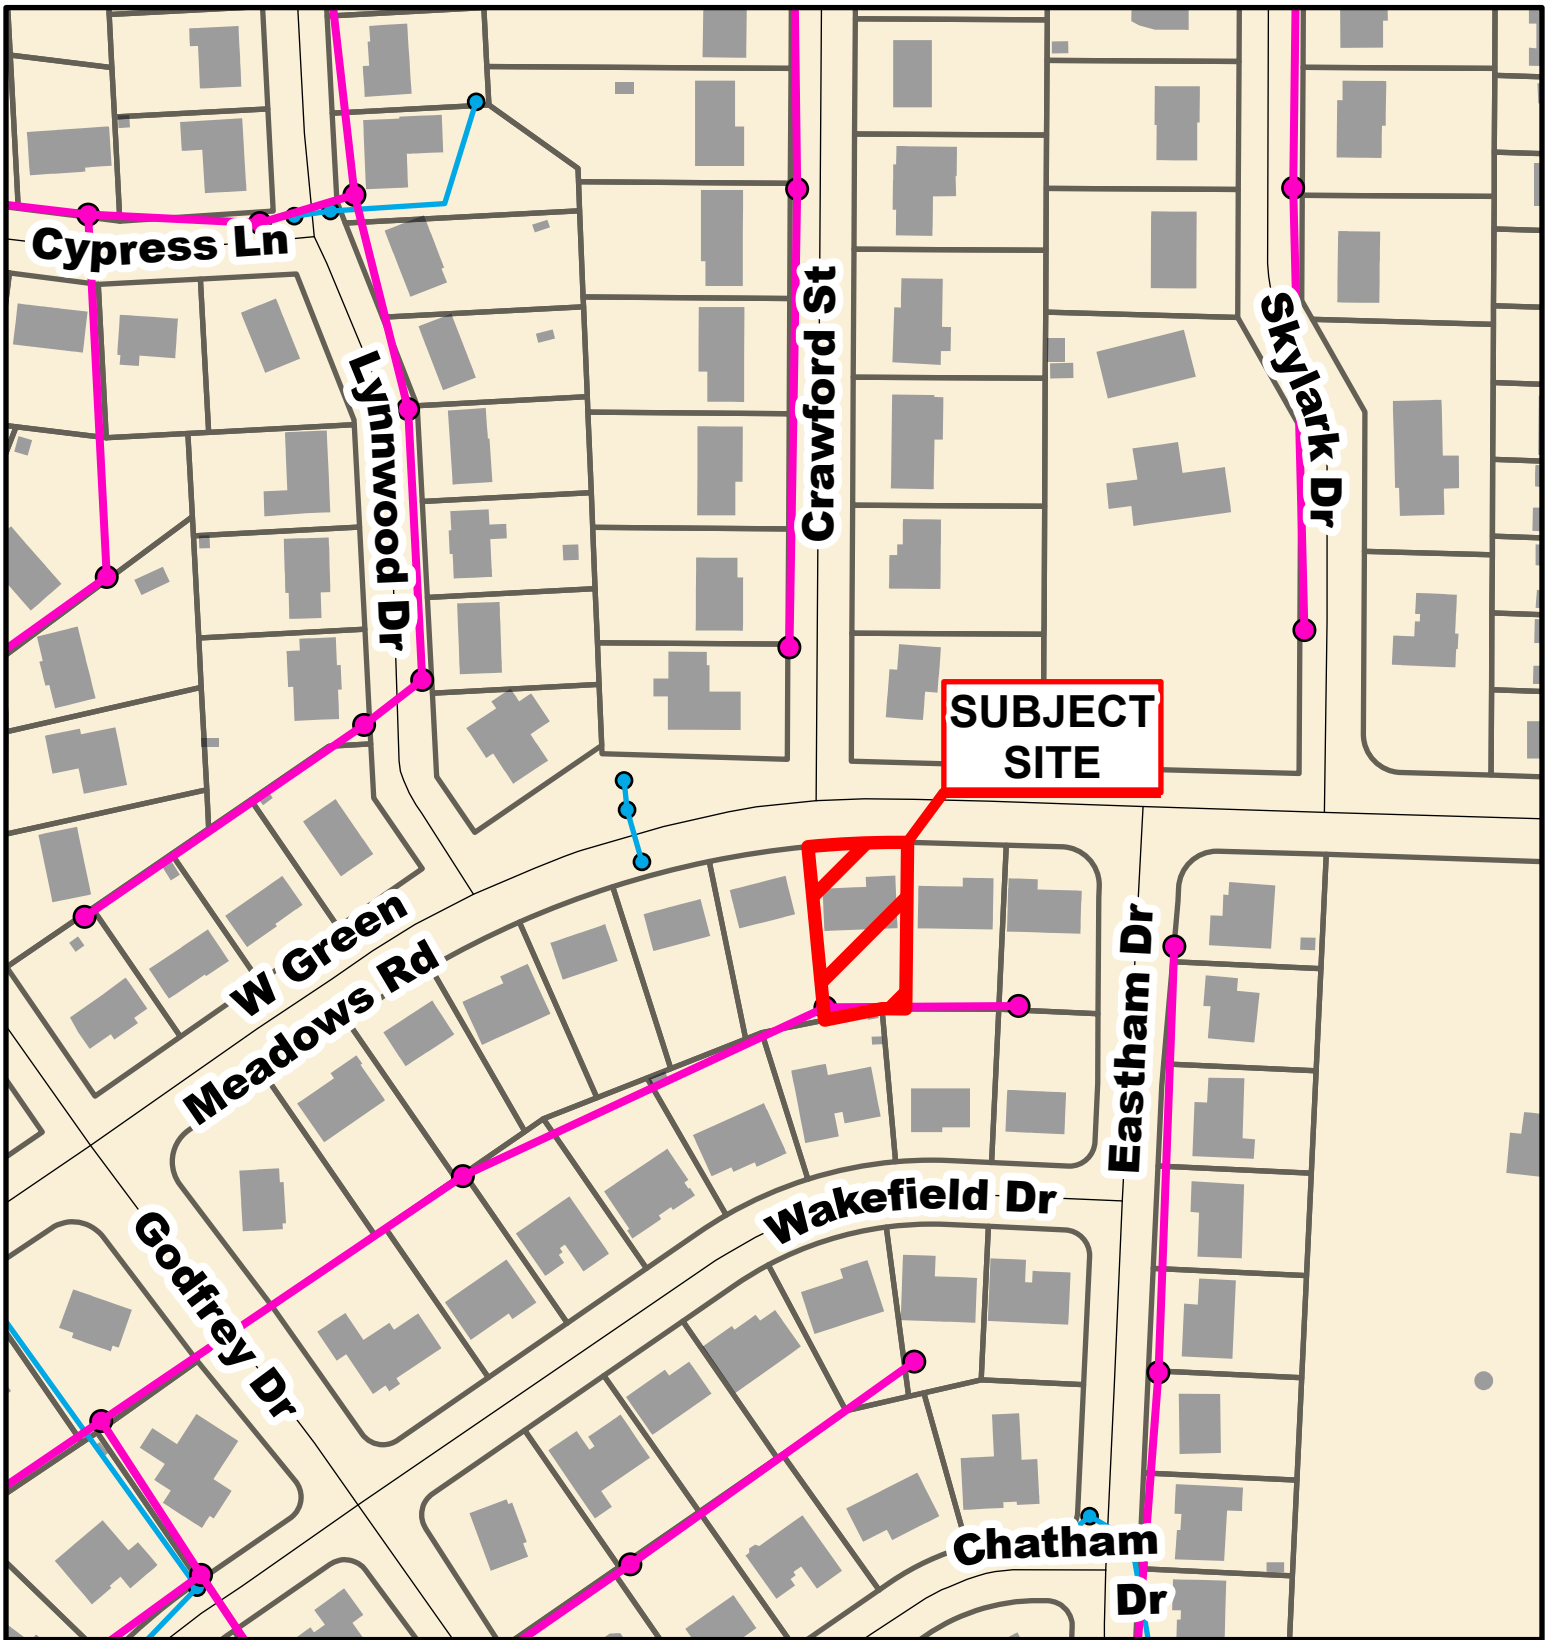 Cypress Ln
Lynnwood Dr
Crawford St
Skylark Dr
SUBJECT
SITE
W Green
Meadows Rd
Eastham Dr
Wakefield Dr
Godfrey Dr
Chatham
Dr